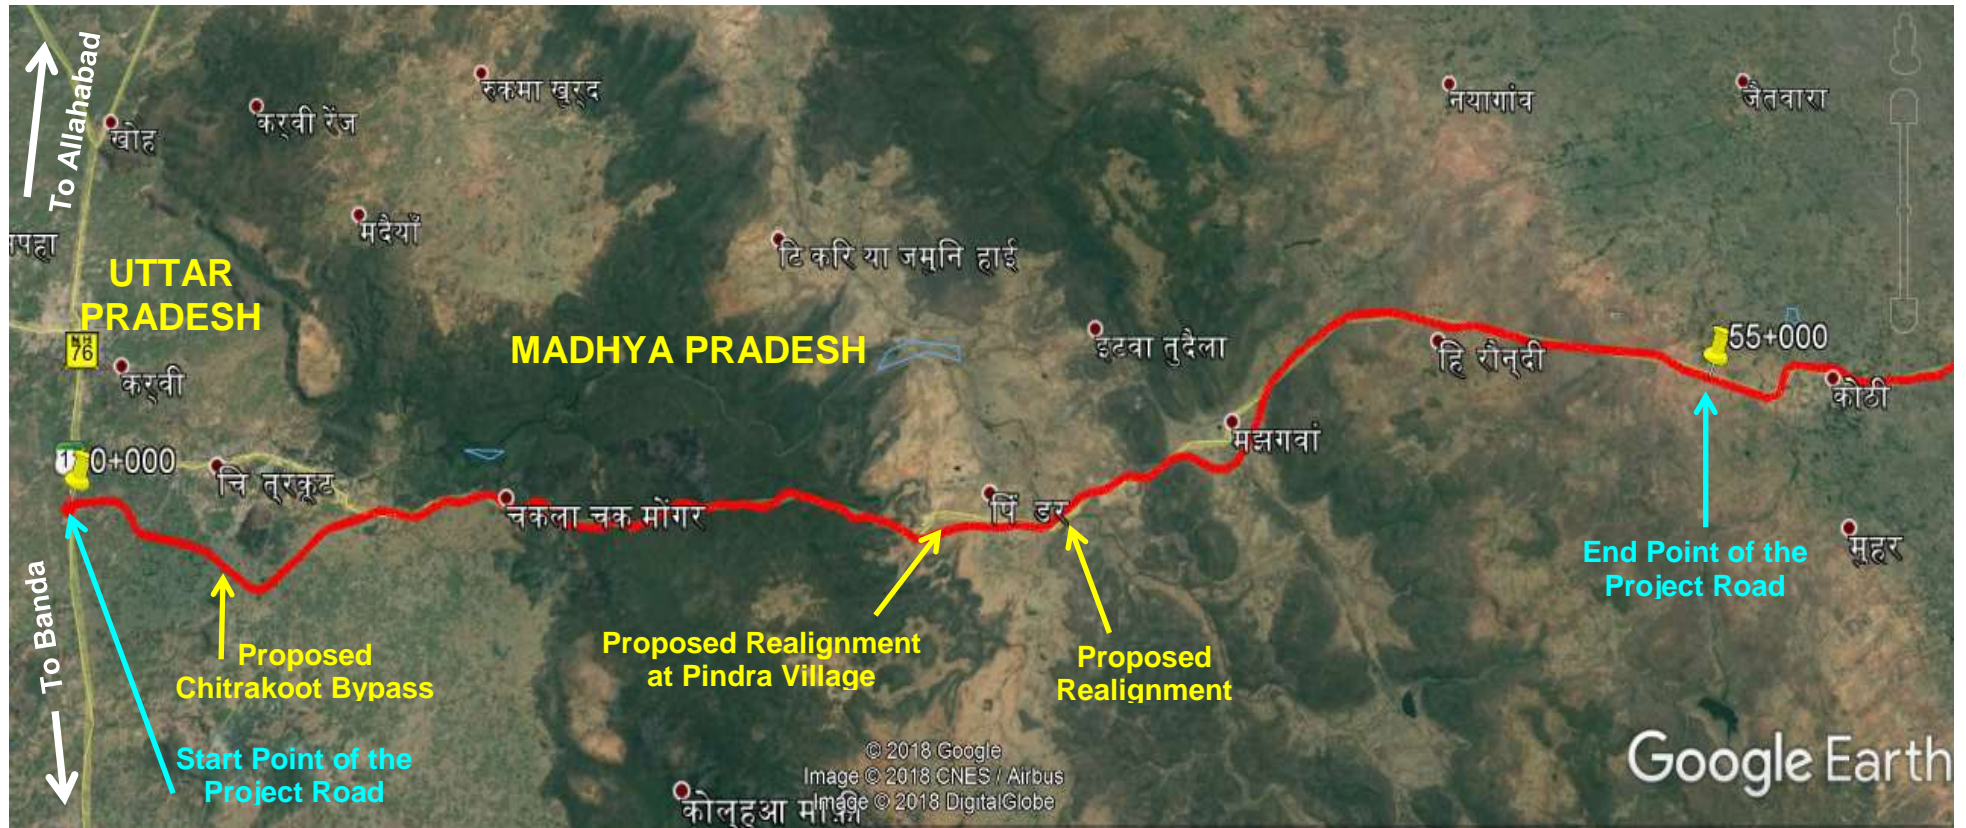 To Allahabad
खोह
कर्वी रेंज
रुकमा खुर्द
नयागांव
जैतवारा
मदैयाँ
टि करि या जमुनि हाई
UTTAR
PRADESH
MADHYA PRADESH
76
कर्वी
इटवा तुदैला
हि रौन्दी
55+000
कोठी
0+000
चि त्रकूट
चकला चक मोंगर
पिं डर
मझगवां
मुहर
To Banda
Proposed
Chitrakoot Bypass
Proposed Realignment
at Pindra Village
Proposed
Realignment
End Point of the
Project Road
Start Point of the
Project Road
कोल्हुआ माफ़ी
© 2018 Google
Image © 2018 CNES / Airbus
Image © 2018 DigitalGlobe
Google Earth